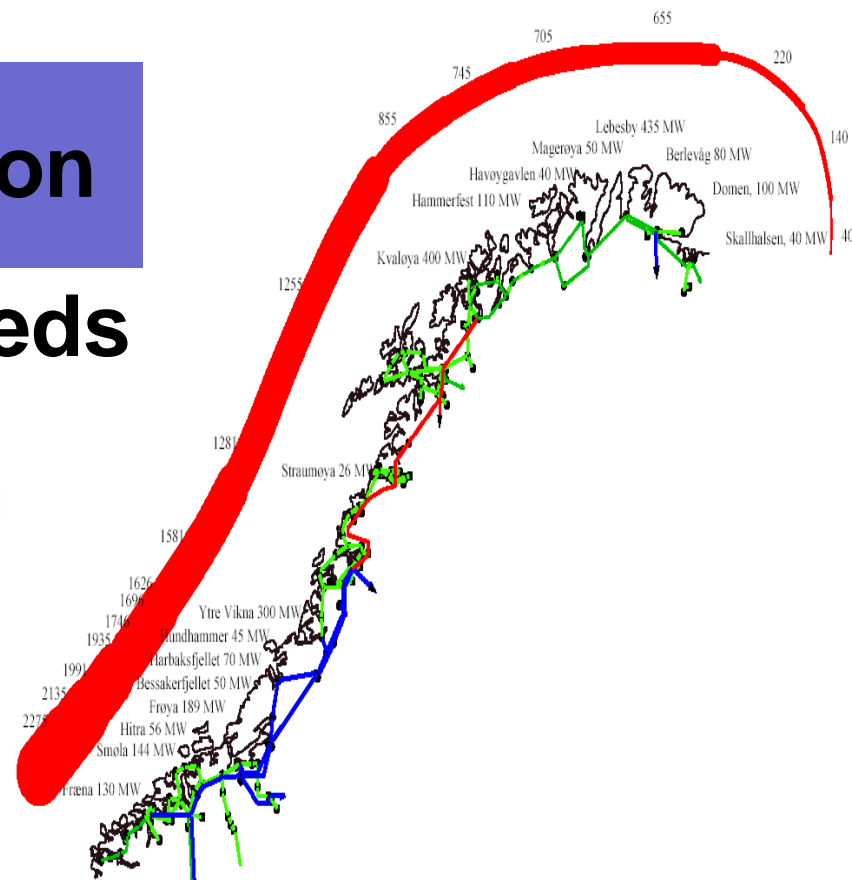 on
eds
655
705
220
745
855
140
Lebesby 435 MW
Magerøya 50 MW
Berlevåg 80 MW
Havøygavlen 40 MW
Domen, 100 MW
Hammerfest 110 MW
Skallhalsen, 40 MW
40
Kvaløya 400 MW
1255
1281
Straumøya 26 MW
1581
1626
1696
Ytre Vikna 300 MW
1746
1935
Hundhammer 45 MW
Harbaksfjellet 70 MW
1991
Bessakerfjellet 50 MW
2135
Frøya 189 MW
2275
Hitra 56 MW
Smøla 144 MW
Fræna 130 MW